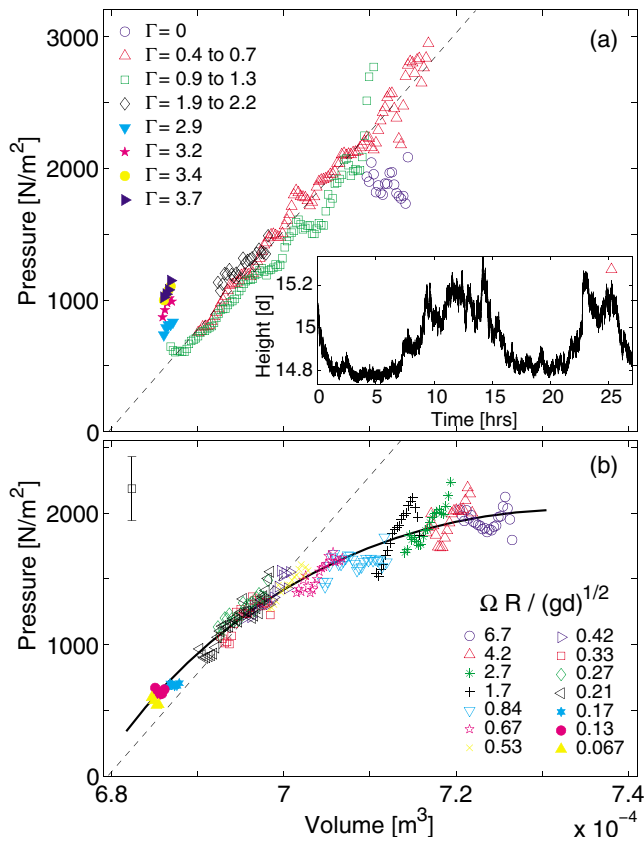 3000
2000
1000
0
Pressure [N/m²]
(a)
Γ = 0
Γ = 0.4 to 0.7
Γ = 0.9 to 1.3
Γ = 1.9 to 2.2
Γ = 2.9
Γ = 3.2
Γ = 3.4
Γ = 3.7
15.2
15
14.8
Height [d]
0 5 10 15 20 25
Time [hrs]
(b)
2000
1000
0
Pressure [N/m²]
Ω R / (gd)^1/2
6.7 0.42
4.2 0.33
2.7 0.27
1.7 0.21
0.84 0.17
0.67 0.13
0.53 0.067
6.8 7 7.2 7.4
Volume [m³] x 10⁻⁴